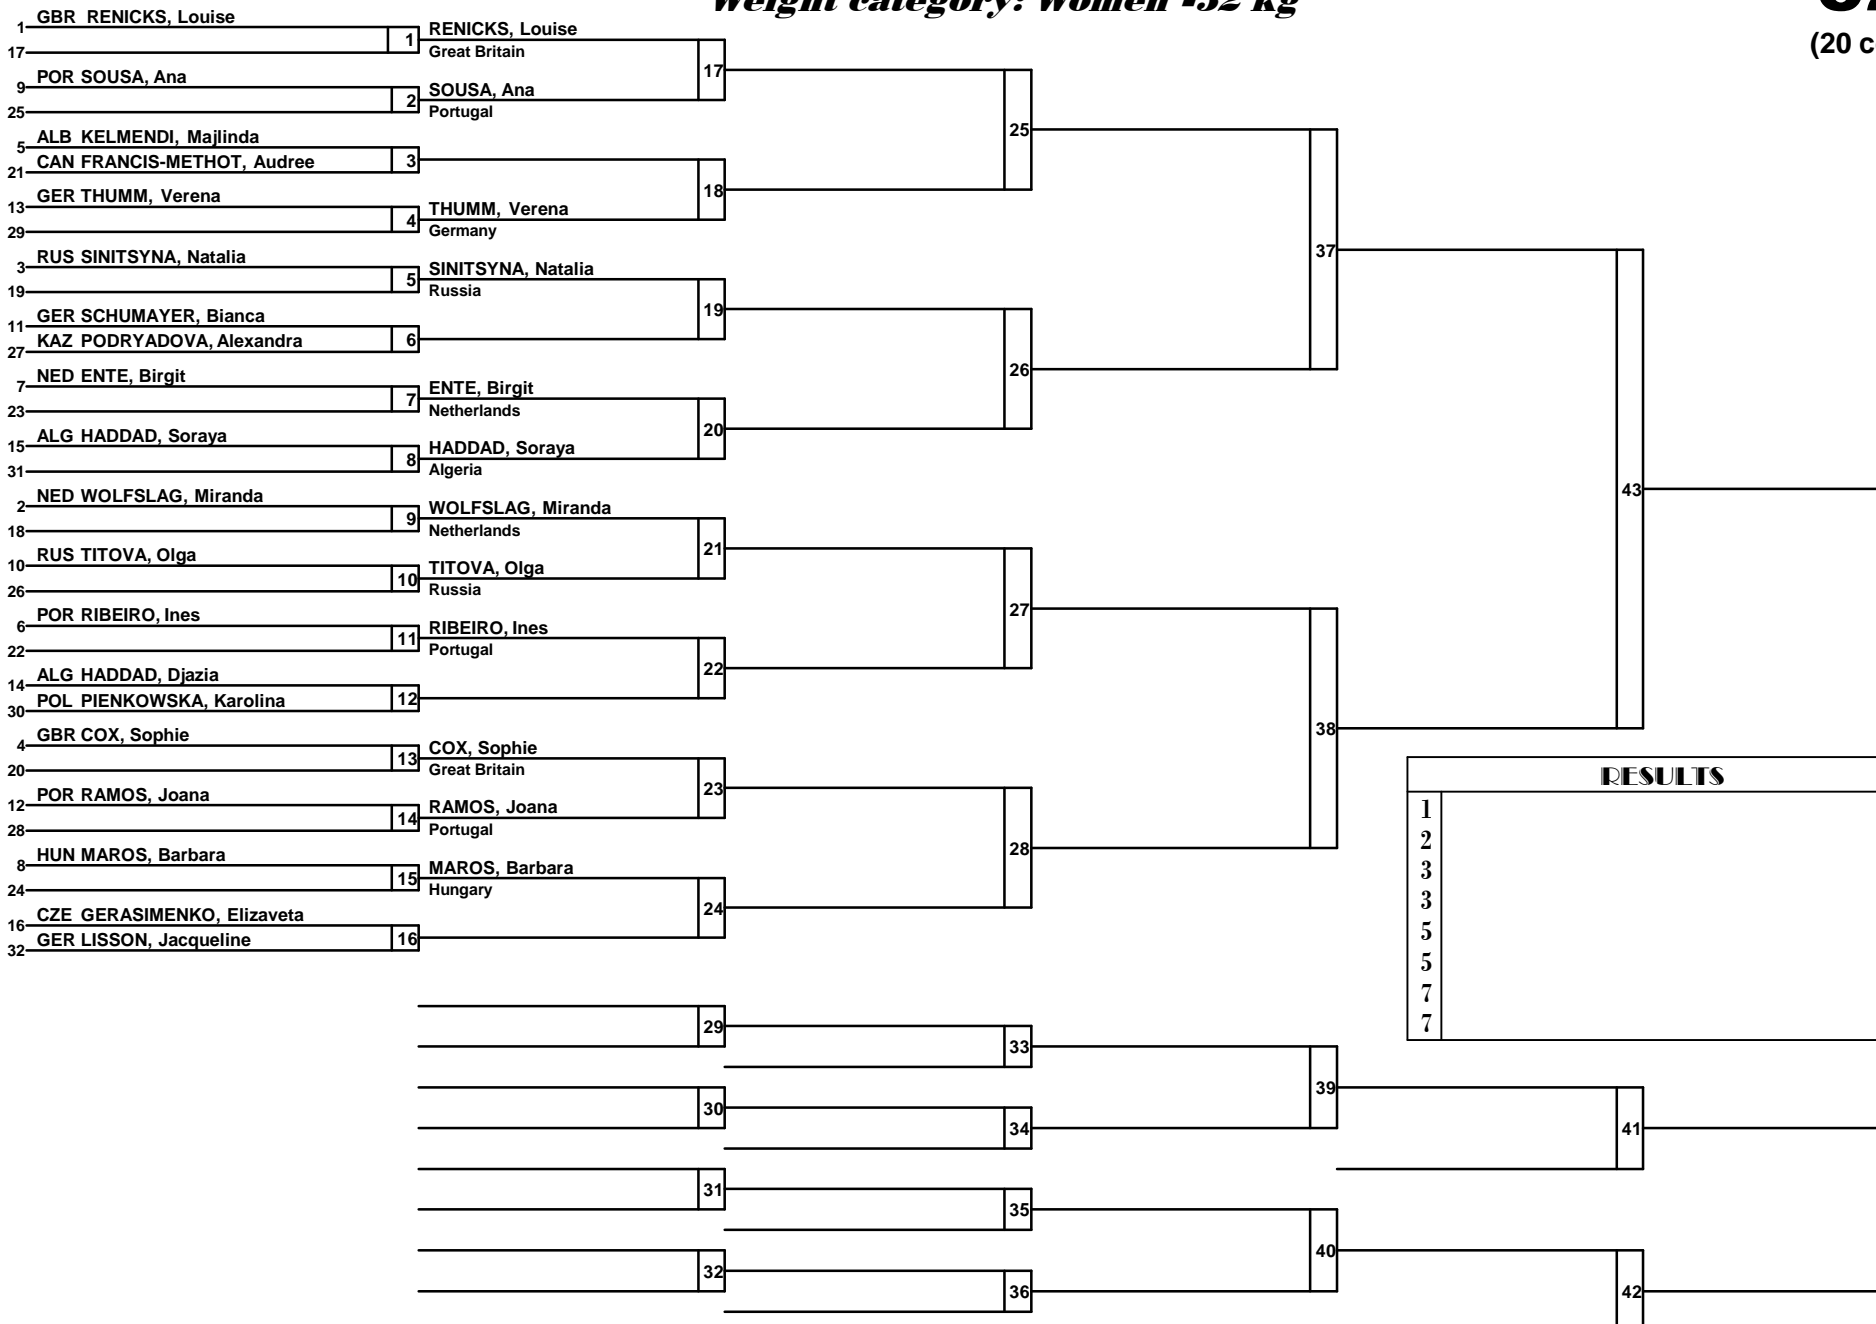 Weight category: Women -52 kg
(20 c
1 GBR RENICKS, Louise
17
1
RENICKS, Louise
Great Britain
9 POR SOUSA, Ana
25
2
SOUSA, Ana
Portugal
17
5 ALB KELMENDI, Majlinda
21 CAN FRANCIS-METHOT, Audree
3
13 GER THUMM, Verena
29
4
THUMM, Verena
Germany
18
25
3 RUS SINITSYNA, Natalia
19
5
SINITSYNA, Natalia
Russia
11 GER SCHUMAYER, Bianca
27 KAZ PODRYADOVA, Alexandra
6
19
7 NED ENTE, Birgit
23
7
ENTE, Birgit
Netherlands
15 ALG HADDAD, Soraya
31
8
HADDAD, Soraya
Algeria
20
26
37
2 NED WOLFSLAG, Miranda
18
9
WOLFSLAG, Miranda
Netherlands
10 RUS TITOVA, Olga
26
10
TITOVA, Olga
Russia
21
6 POR RIBEIRO, Ines
22
11
RIBEIRO, Ines
Portugal
14 ALG HADDAD, Djazia
30 POL PIENKOWSKA, Karolina
12
22
27
4 GBR COX, Sophie
20
13
COX, Sophie
Great Britain
12 POR RAMOS, Joana
28
14
RAMOS, Joana
Portugal
23
8 HUN MAROS, Barbara
24
15
MAROS, Barbara
Hungary
16 CZE GERASIMENKO, Elizaveta
32 GER LISSON, Jacqueline
16
24
28
38
43
RESULTS
1
2
3
3
5
5
7
7
29
33
30
34
39
41
31
35
32
36
40
42